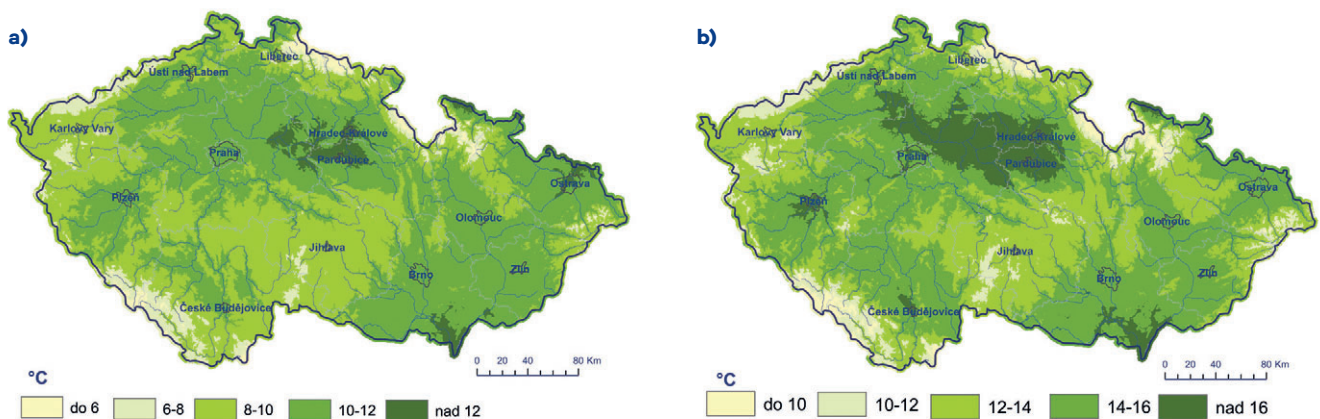 a)
Liberec
Ústí nad Labem
Karlovy Vary
Hradec Králové
Praha
Pardubice
Plzeň
Ostrava
Olomouc
Jihlava
Brno
Zlín
České Budějovice
0 20 40 80 Km
°C
do 6 6-8 8-10 10-12 nad 12
b)
Liberec
Ústí nad Labem
Karlovy Vary
Hradec Králové
Praha
Pardubice
Plzeň
Ostrava
Olomouc
Jihlava
Brno
Zlín
České Budějovice
0 20 40 80 Km
°C
do 10 10-12 12-14 14-16 nad 16